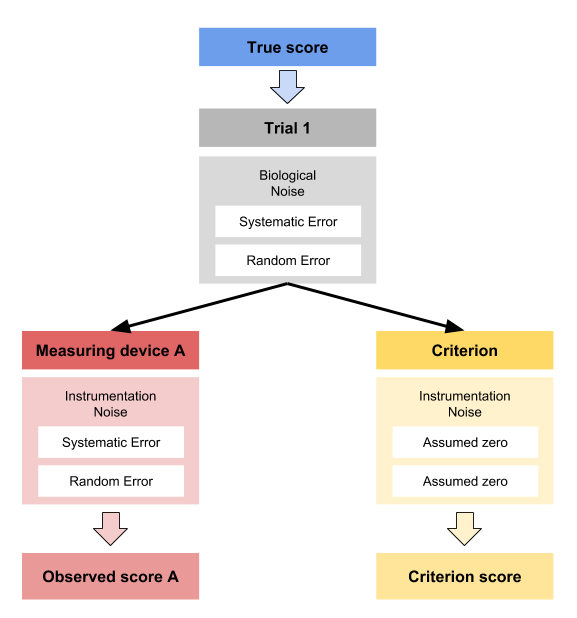 True score
Trial 1
Biological
Noise
Systematic Error
Random Error
Measuring device A
Instrumentation
Noise
Systematic Error
Random Error
Observed score A
Criterion
Instrumentation
Noise
Assumed zero
Assumed zero
Criterion score